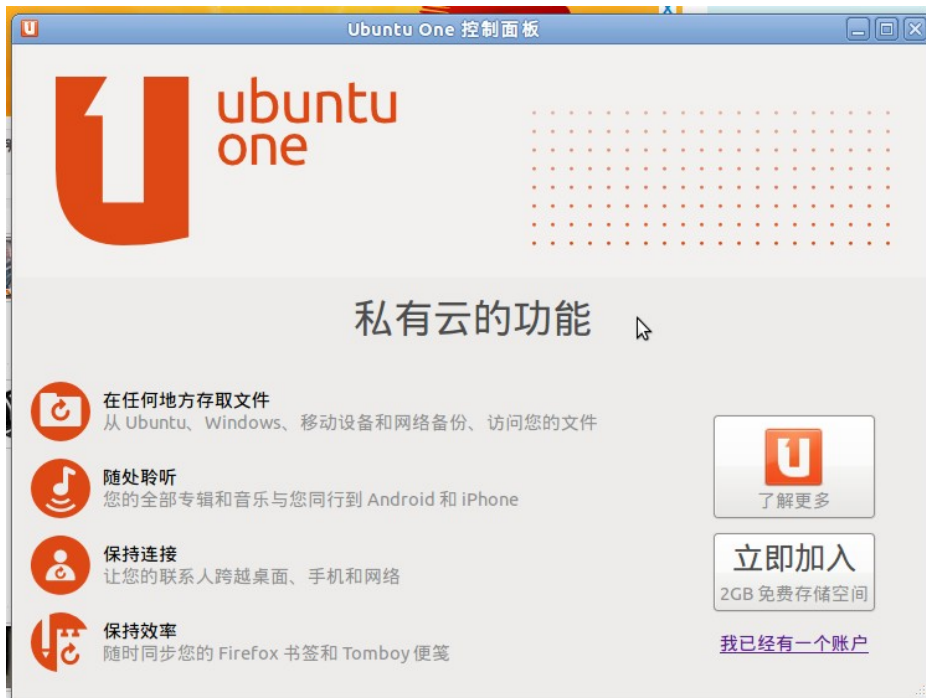 Ubuntu One 控制面板
ubuntu
one
私有云的功能
在任何地方存取文件
从 Ubuntu、Windows、移动设备和网络备份、访问您的文件
随处聆听
您的全部专辑和音乐与您同行到 Android 和 iPhone
保持连接
让您的联系人跨越桌面、手机和网络
保持效率
随时同步您的 Firefox 书签和 Tomboy 便笺
了解更多
立即加入
2GB 免费存储空间
我已经有一个账户